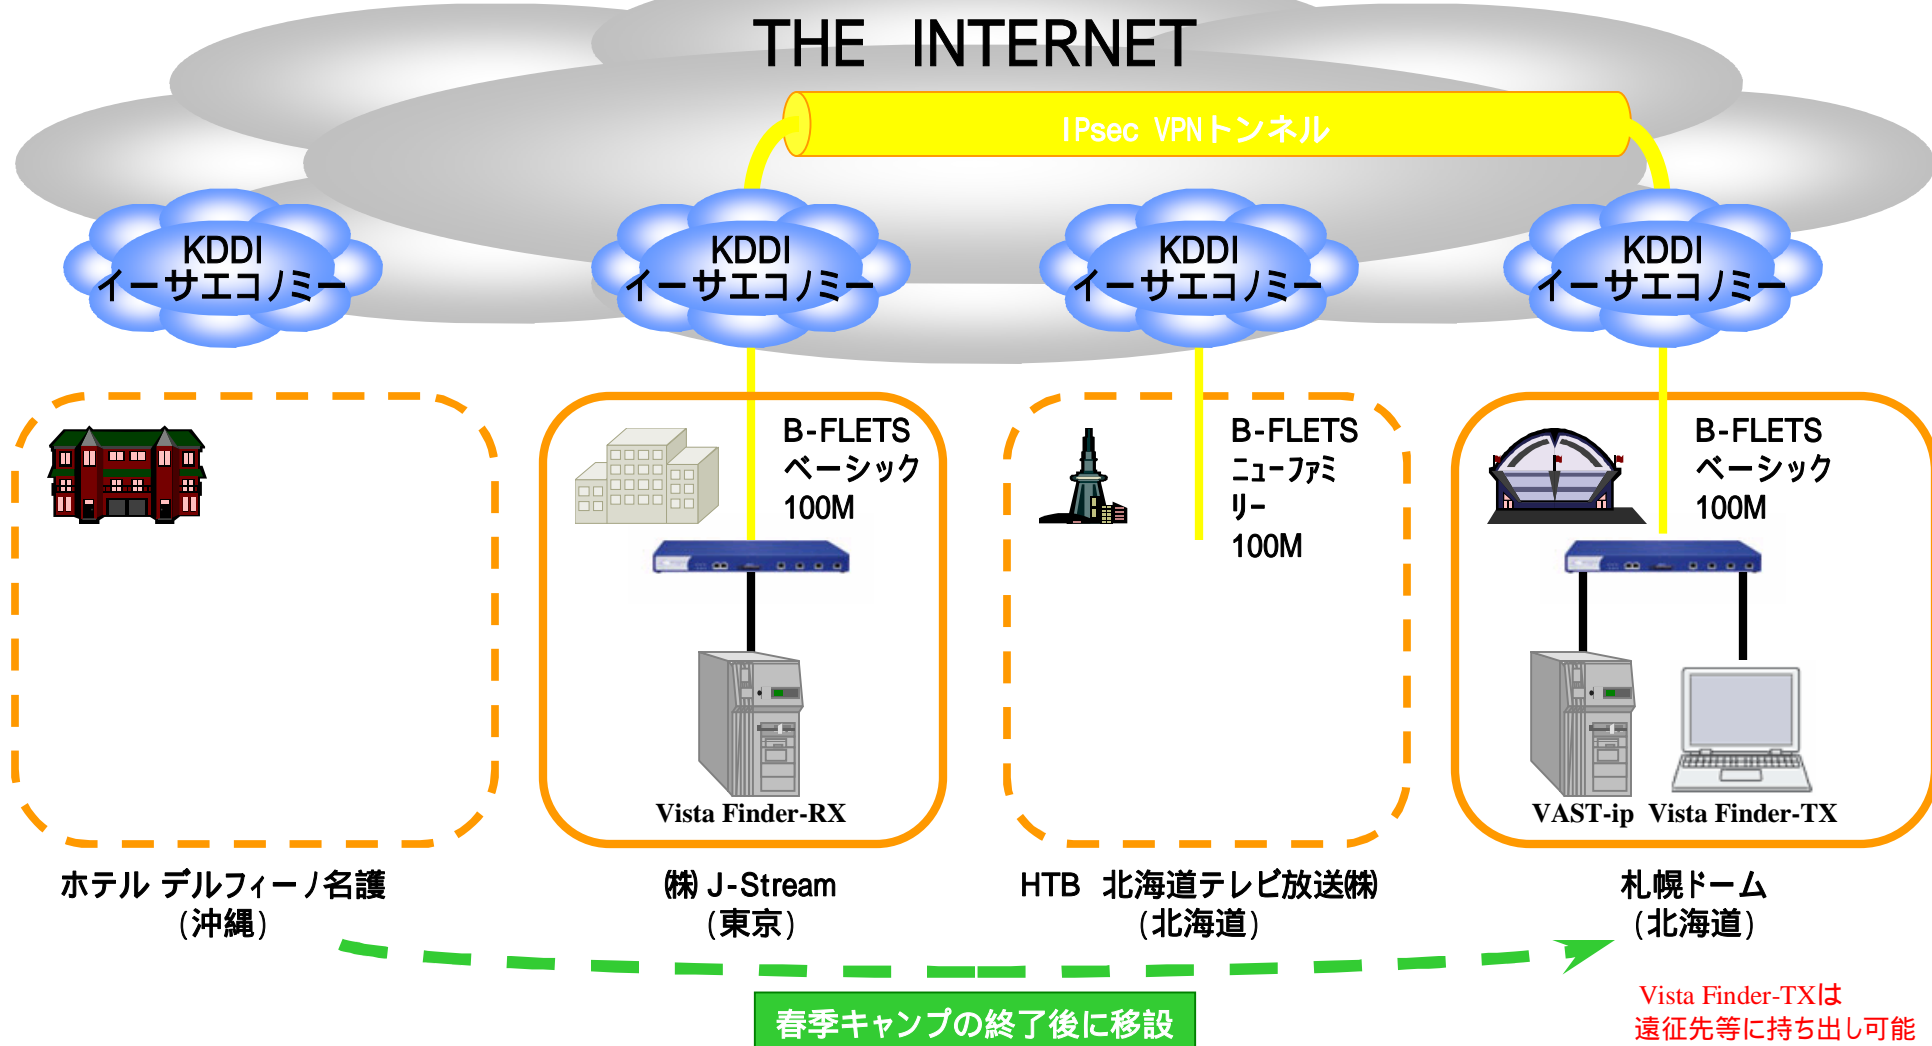 THE INTERNET
IPsec VPNトンネル
KDDI
イーサエコノミー
KDDI
イーサエコノミー
KDDI
イーサエコノミー
KDDI
イーサエコノミー
B-FLETS
ベーシック
100M
B-FLETS
ニューファミ
リー
100M
B-FLETS
ベーシック
100M
Vista Finder-RX
VAST-ip Vista Finder-TX
ホテル デルフィーノ名護
(沖縄)
㈱ J-Stream
(東京)
HTB 北海道テレビ放送㈱
(北海道)
札幌ドーム
(北海道)
春季キャンプの終了後に移設
Vista Finder-TXは
遠征先等に持ち出し可能